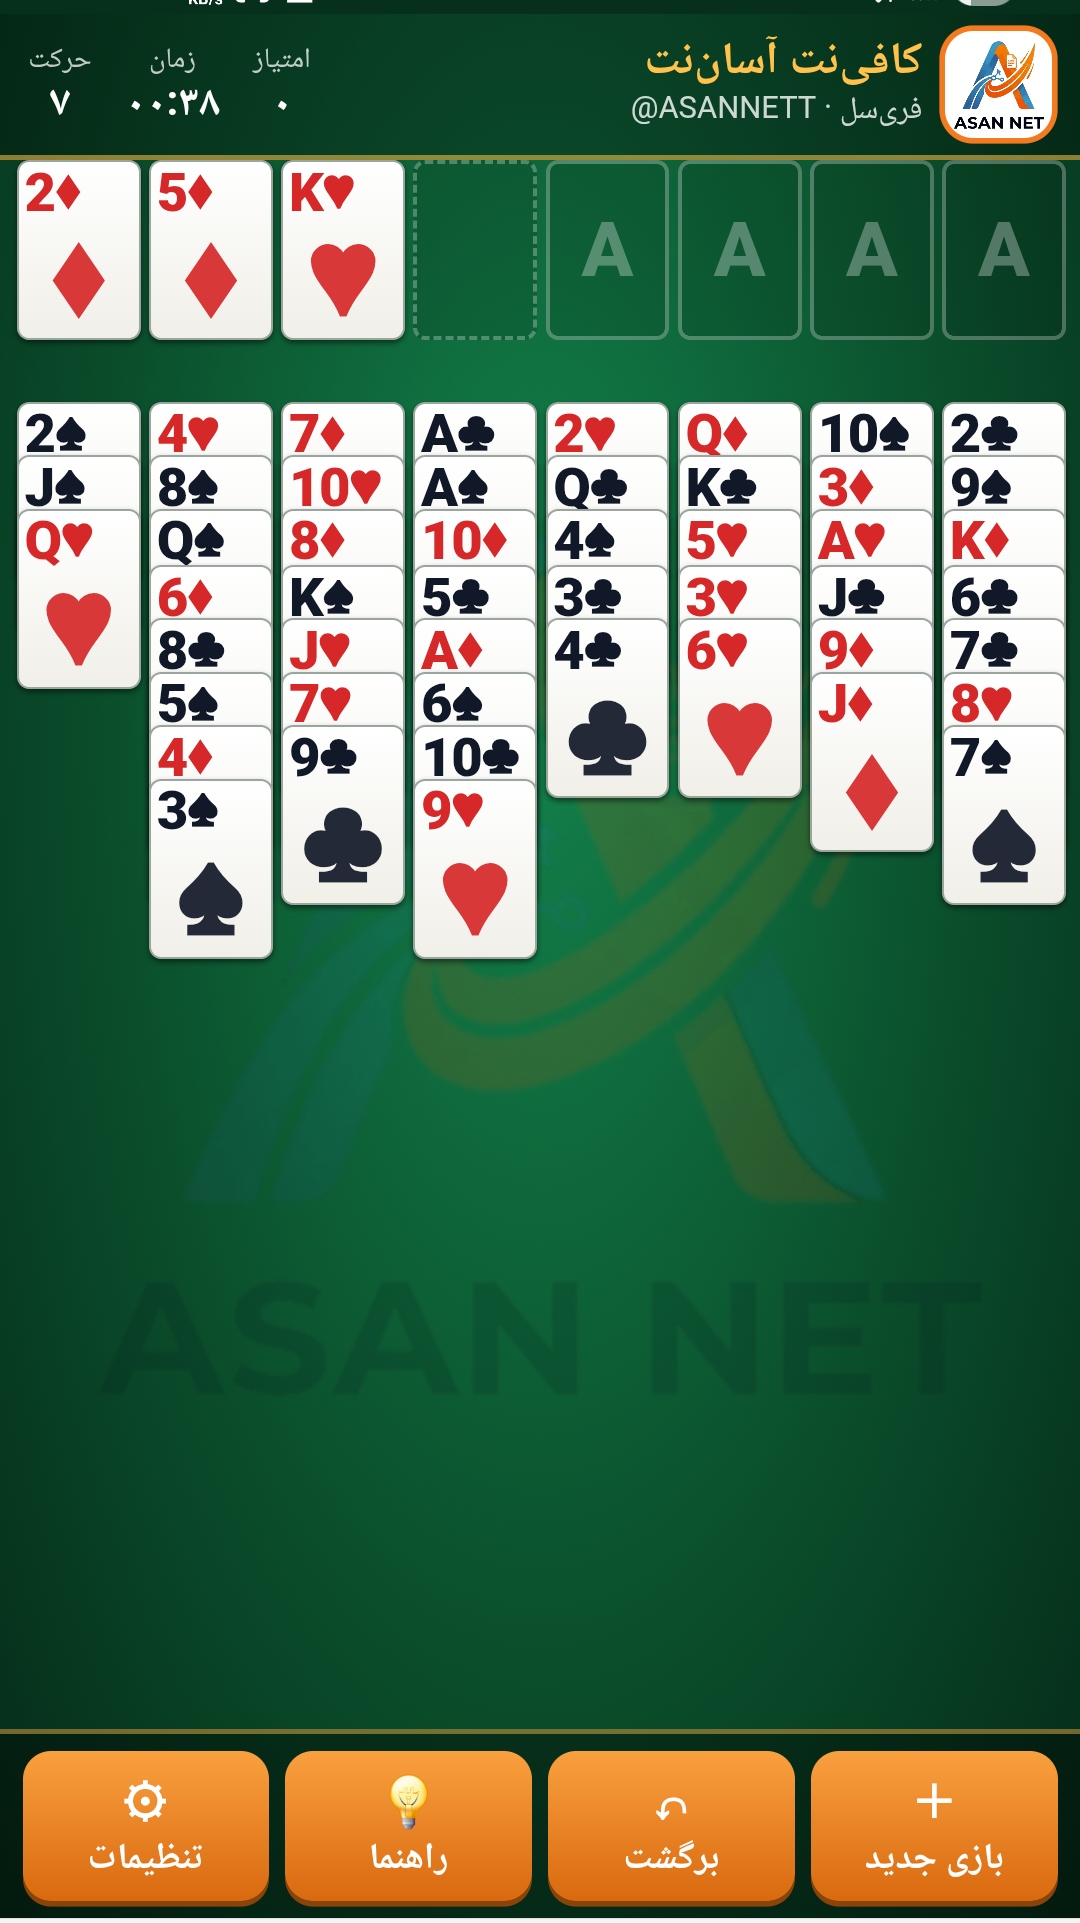 KB/s
کافی‌نت آسان‌نت
فری‌سل · @ASANNETT
ASAN NET
امتیاز زمان حرکت
۰ ۰۰:۳۸ ۷
2♦ 5♦ K♥ A A A A
2♠ 4♥ 7♦ A♣ 2♥ Q♦ 10♠ 2♣
J♠ 8♠ 10♥ A♠ Q♣ K♣ 3♦ 9♠
Q♥ Q♠ 8♦ 10♦ 4♠ 5♥ A♥ K♦
6♦ K♠ 5♣ 3♣ 3♥ J♣ 6♣
8♣ J♥ A♦ 4♣ 6♥ 9♦ 7♣
5♠ 7♥ 6♠ J♦ 8♥
4♦ 9♣ 10♣ 7♠
3♠ 9♥
ASAN NET
بازی جدید
برگشت
راهنما
تنظیمات